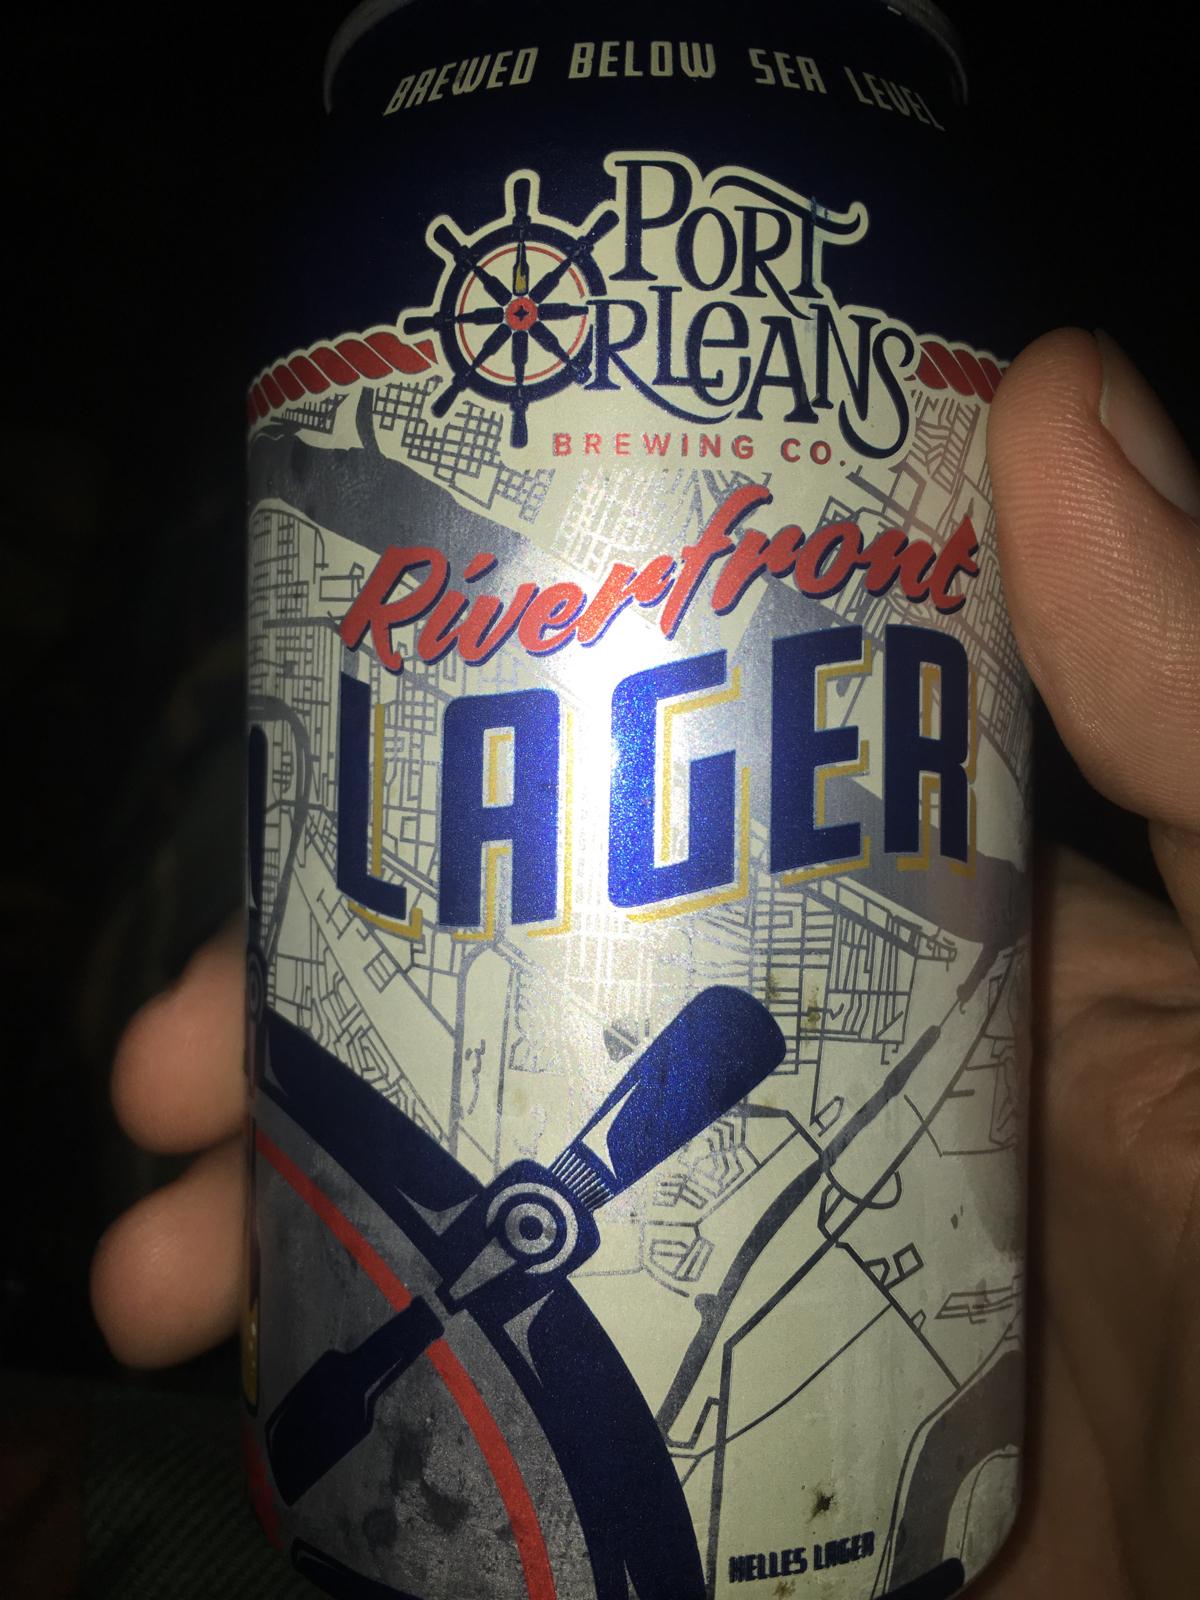 BREWED BELOW SEA LEVEL
PORT
ORLEANS
BREWING CO.
Riverfront
LAGER
HELLES LAGER